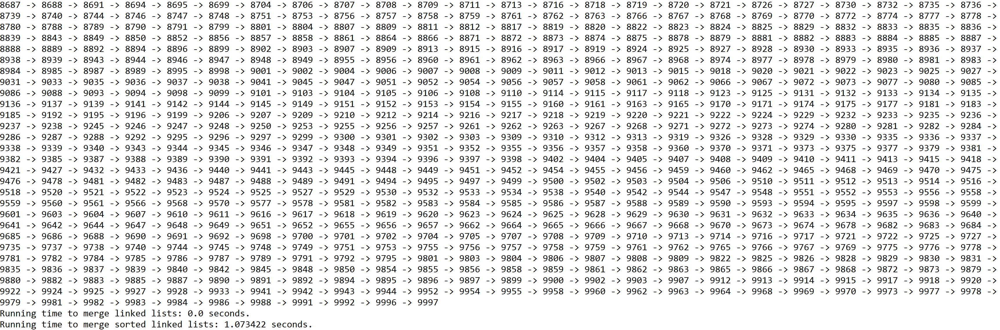 8687 -> 8688 -> 8691 -> 8694 -> 8695 -> 8699 -> 8704 -> 8706 -> 8707 -> 8708 -> 8709 -> 8711 -> 8713 -> 8716 -> 8718 -> 8719 -> 8720 -> 8721 -> 8726 -> 8727 -> 8730 -> 8732 -> 8735 -> 8736 ->
8739 -> 8740 -> 8744 -> 8746 -> 8747 -> 8748 -> 8751 -> 8753 -> 8756 -> 8757 -> 8758 -> 8759 -> 8761 -> 8762 -> 8763 -> 8766 -> 8767 -> 8768 -> 8769 -> 8770 -> 8772 -> 8774 -> 8777 -> 8778 ->
8780 -> 8788 -> 8789 -> 8790 -> 8791 -> 8799 -> 8801 -> 8804 -> 8807 -> 8809 -> 8811 -> 8812 -> 8817 -> 8819 -> 8820 -> 8822 -> 8823 -> 8824 -> 8825 -> 8829 -> 8832 -> 8833 -> 8835 -> 8836 ->
8839 -> 8843 -> 8849 -> 8850 -> 8852 -> 8856 -> 8857 -> 8858 -> 8861 -> 8864 -> 8866 -> 8871 -> 8872 -> 8873 -> 8874 -> 8875 -> 8878 -> 8879 -> 8881 -> 8882 -> 8883 -> 8884 -> 8885 -> 8887 ->
8888 -> 8889 -> 8892 -> 8894 -> 8896 -> 8899 -> 8902 -> 8903 -> 8907 -> 8909 -> 8913 -> 8915 -> 8916 -> 8917 -> 8919 -> 8924 -> 8925 -> 8927 -> 8928 -> 8930 -> 8933 -> 8935 -> 8936 -> 8937 ->
8938 -> 8939 -> 8943 -> 8944 -> 8946 -> 8947 -> 8948 -> 8949 -> 8955 -> 8956 -> 8960 -> 8961 -> 8962 -> 8963 -> 8966 -> 8967 -> 8968 -> 8974 -> 8977 -> 8978 -> 8979 -> 8980 -> 8981 -> 8983 ->
8984 -> 8985 -> 8987 -> 8989 -> 8995 -> 8998 -> 9001 -> 9002 -> 9004 -> 9006 -> 9007 -> 9008 -> 9009 -> 9011 -> 9012 -> 9013 -> 9015 -> 9018 -> 9020 -> 9021 -> 9022 -> 9023 -> 9025 -> 9027 ->
9031 -> 9033 -> 9035 -> 9036 -> 9037 -> 9038 -> 9041 -> 9045 -> 9047 -> 9051 -> 9052 -> 9054 -> 9056 -> 9057 -> 9058 -> 9061 -> 9062 -> 9066 -> 9067 -> 9072 -> 9073 -> 9077 -> 9080 -> 9085 ->
9086 -> 9088 -> 9093 -> 9094 -> 9098 -> 9099 -> 9101 -> 9103 -> 9104 -> 9105 -> 9106 -> 9108 -> 9110 -> 9114 -> 9115 -> 9117 -> 9118 -> 9123 -> 9125 -> 9131 -> 9132 -> 9133 -> 9134 -> 9135 ->
9136 -> 9137 -> 9139 -> 9141 -> 9142 -> 9144 -> 9145 -> 9149 -> 9151 -> 9152 -> 9153 -> 9154 -> 9155 -> 9160 -> 9161 -> 9163 -> 9165 -> 9170 -> 9171 -> 9174 -> 9175 -> 9177 -> 9181 -> 9183 ->
9185 -> 9192 -> 9195 -> 9196 -> 9199 -> 9206 -> 9207 -> 9209 -> 9210 -> 9212 -> 9214 -> 9216 -> 9217 -> 9218 -> 9219 -> 9220 -> 9221 -> 9222 -> 9224 -> 9229 -> 9232 -> 9233 -> 9235 -> 9236 ->
9237 -> 9238 -> 9245 -> 9246 -> 9247 -> 9248 -> 9250 -> 9253 -> 9255 -> 9256 -> 9257 -> 9261 -> 9262 -> 9263 -> 9267 -> 9268 -> 9271 -> 9272 -> 9273 -> 9274 -> 9280 -> 9281 -> 9282 -> 9284 ->
9286 -> 9287 -> 9288 -> 9292 -> 9295 -> 9296 -> 9297 -> 9299 -> 9300 -> 9301 -> 9302 -> 9303 -> 9309 -> 9310 -> 9312 -> 9313 -> 9319 -> 9326 -> 9328 -> 9329 -> 9330 -> 9335 -> 9336 -> 9337 ->
9338 -> 9339 -> 9340 -> 9343 -> 9344 -> 9345 -> 9346 -> 9347 -> 9348 -> 9349 -> 9351 -> 9352 -> 9355 -> 9356 -> 9357 -> 9358 -> 9360 -> 9370 -> 9371 -> 9373 -> 9375 -> 9377 -> 9379 -> 9381 ->
9382 -> 9385 -> 9387 -> 9388 -> 9389 -> 9390 -> 9391 -> 9392 -> 9393 -> 9394 -> 9396 -> 9397 -> 9398 -> 9402 -> 9404 -> 9405 -> 9407 -> 9408 -> 9409 -> 9410 -> 9411 -> 9413 -> 9415 -> 9418 ->
9421 -> 9427 -> 9432 -> 9433 -> 9436 -> 9440 -> 9441 -> 9443 -> 9445 -> 9448 -> 9449 -> 9451 -> 9452 -> 9454 -> 9455 -> 9456 -> 9459 -> 9460 -> 9462 -> 9465 -> 9468 -> 9469 -> 9470 -> 9475 ->
9476 -> 9478 -> 9481 -> 9482 -> 9483 -> 9487 -> 9488 -> 9489 -> 9491 -> 9494 -> 9495 -> 9497 -> 9499 -> 9500 -> 9502 -> 9503 -> 9504 -> 9506 -> 9510 -> 9511 -> 9512 -> 9513 -> 9514 -> 9516 ->
9518 -> 9520 -> 9521 -> 9522 -> 9523 -> 9524 -> 9525 -> 9527 -> 9529 -> 9530 -> 9532 -> 9533 -> 9534 -> 9538 -> 9540 -> 9542 -> 9544 -> 9547 -> 9548 -> 9551 -> 9552 -> 9553 -> 9556 -> 9558 ->
9559 -> 9560 -> 9561 -> 9566 -> 9568 -> 9570 -> 9577 -> 9578 -> 9581 -> 9582 -> 9583 -> 9584 -> 9585 -> 9586 -> 9587 -> 9588 -> 9589 -> 9590 -> 9593 -> 9594 -> 9595 -> 9597 -> 9598 -> 9599 ->
9601 -> 9603 -> 9604 -> 9607 -> 9610 -> 9611 -> 9616 -> 9617 -> 9618 -> 9619 -> 9620 -> 9623 -> 9624 -> 9625 -> 9628 -> 9629 -> 9630 -> 9631 -> 9632 -> 9633 -> 9634 -> 9635 -> 9636 -> 9640 ->
9641 -> 9642 -> 9644 -> 9647 -> 9648 -> 9649 -> 9651 -> 9652 -> 9655 -> 9656 -> 9657 -> 9662 -> 9664 -> 9665 -> 9666 -> 9667 -> 9668 -> 9670 -> 9673 -> 9674 -> 9678 -> 9682 -> 9683 -> 9684 ->
9685 -> 9686 -> 9688 -> 9690 -> 9691 -> 9692 -> 9698 -> 9700 -> 9701 -> 9702 -> 9704 -> 9705 -> 9707 -> 9708 -> 9709 -> 9710 -> 9713 -> 9714 -> 9716 -> 9717 -> 9721 -> 9722 -> 9725 -> 9727 ->
9735 -> 9737 -> 9738 -> 9740 -> 9744 -> 9745 -> 9748 -> 9749 -> 9751 -> 9753 -> 9755 -> 9756 -> 9757 -> 9758 -> 9759 -> 9761 -> 9762 -> 9765 -> 9766 -> 9767 -> 9769 -> 9775 -> 9776 -> 9778 ->
9781 -> 9782 -> 9784 -> 9785 -> 9786 -> 9787 -> 9789 -> 9791 -> 9792 -> 9795 -> 9801 -> 9803 -> 9804 -> 9806 -> 9807 -> 9808 -> 9809 -> 9822 -> 9825 -> 9826 -> 9828 -> 9829 -> 9830 -> 9831 ->
9835 -> 9836 -> 9837 -> 9839 -> 9840 -> 9842 -> 9845 -> 9848 -> 9850 -> 9854 -> 9855 -> 9856 -> 9858 -> 9859 -> 9861 -> 9862 -> 9863 -> 9865 -> 9866 -> 9867 -> 9868 -> 9872 -> 9873 -> 9879 ->
9880 -> 9882 -> 9883 -> 9885 -> 9887 -> 9890 -> 9891 -> 9892 -> 9894 -> 9895 -> 9896 -> 9897 -> 9899 -> 9900 -> 9902 -> 9903 -> 9907 -> 9912 -> 9913 -> 9914 -> 9915 -> 9917 -> 9918 -> 9920 ->
9922 -> 9924 -> 9925 -> 9927 -> 9928 -> 9933 -> 9941 -> 9942 -> 9943 -> 9944 -> 9952 -> 9954 -> 9955 -> 9958 -> 9960 -> 9962 -> 9963 -> 9964 -> 9968 -> 9969 -> 9970 -> 9973 -> 9977 -> 9978 ->
9979 -> 9981 -> 9982 -> 9983 -> 9984 -> 9986 -> 9988 -> 9991 -> 9992 -> 9996 -> 9997
Running time to merge linked lists: 0.0 seconds.
Running time to merge sorted linked lists: 1.073422 seconds.